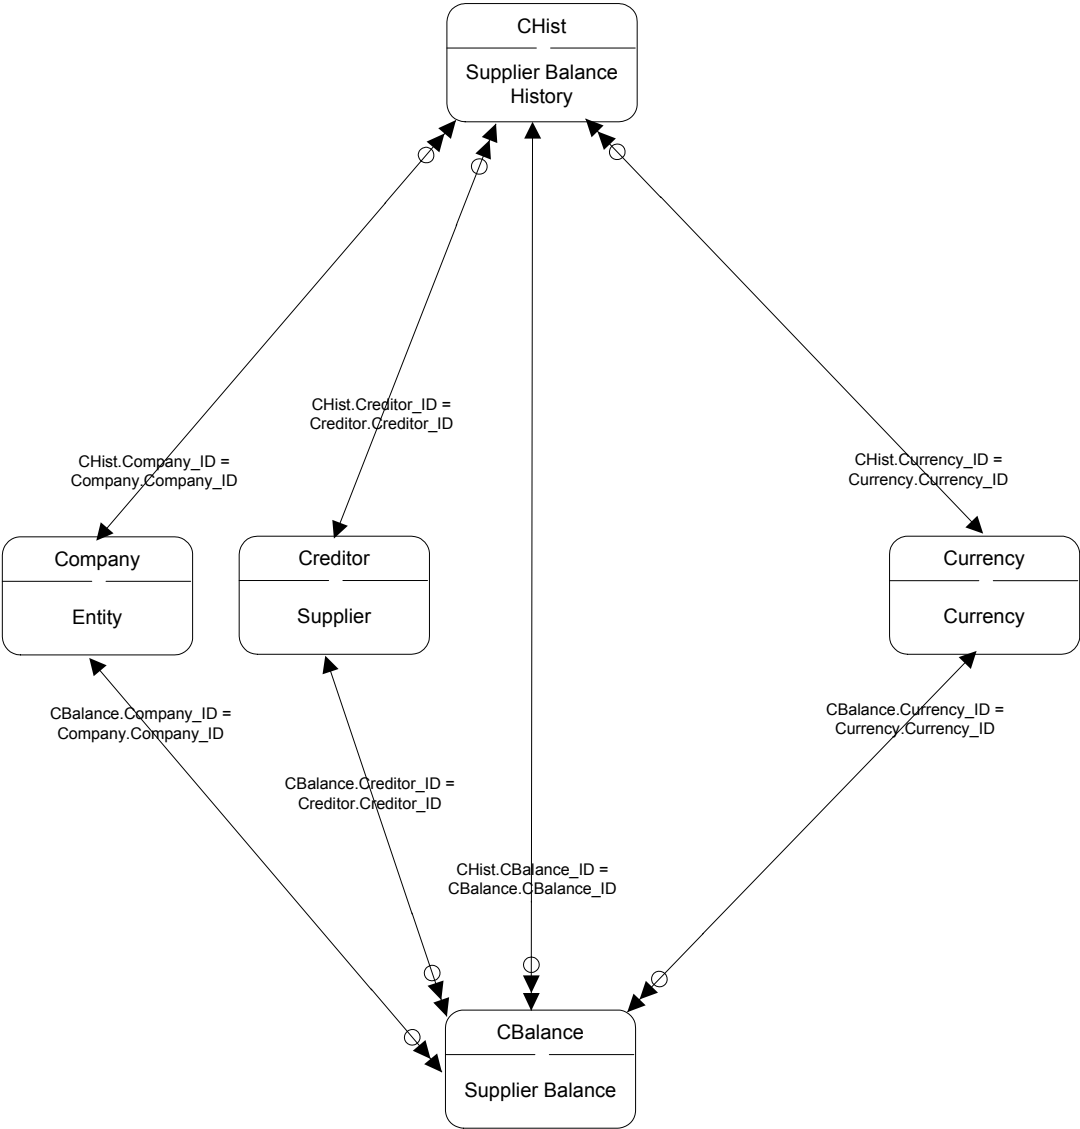 CHist
Supplier Balance
History
CHist.Creditor_ID =
Creditor.Creditor_ID
CHist.Company_ID =
Company.Company_ID
CHist.Currency_ID =
Currency.Currency_ID
Company
Entity
Creditor
Supplier
Currency
Currency
CBalance.Company_ID =
Company.Company_ID
CBalance.Currency_ID =
Currency.Currency_ID
CBalance.Creditor_ID =
Creditor.Creditor_ID
CHist.CBalance_ID =
CBalance.CBalance_ID
CBalance
Supplier Balance